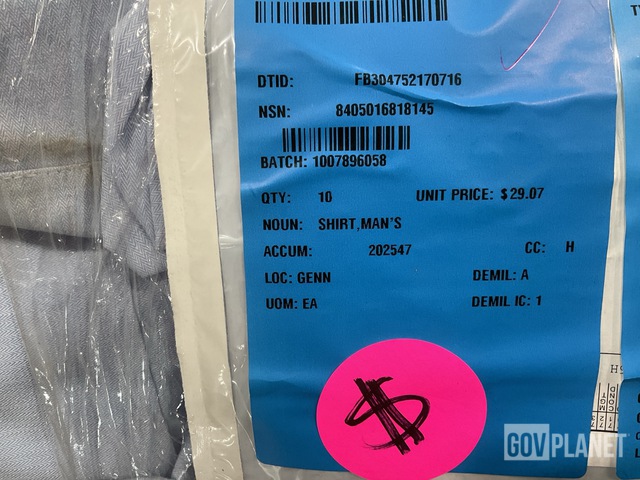 DTID: FB304752170716
NSN: 8405016818145
BATCH: 1007896058
QTY: 10 UNIT PRICE: $29.07
NOUN: SHIRT,MAN'S
ACCUM: 202547 CC: H
LOC: GENN DEMIL: A
UOM: EA DEMIL IC: 1
$
GOVPLANET